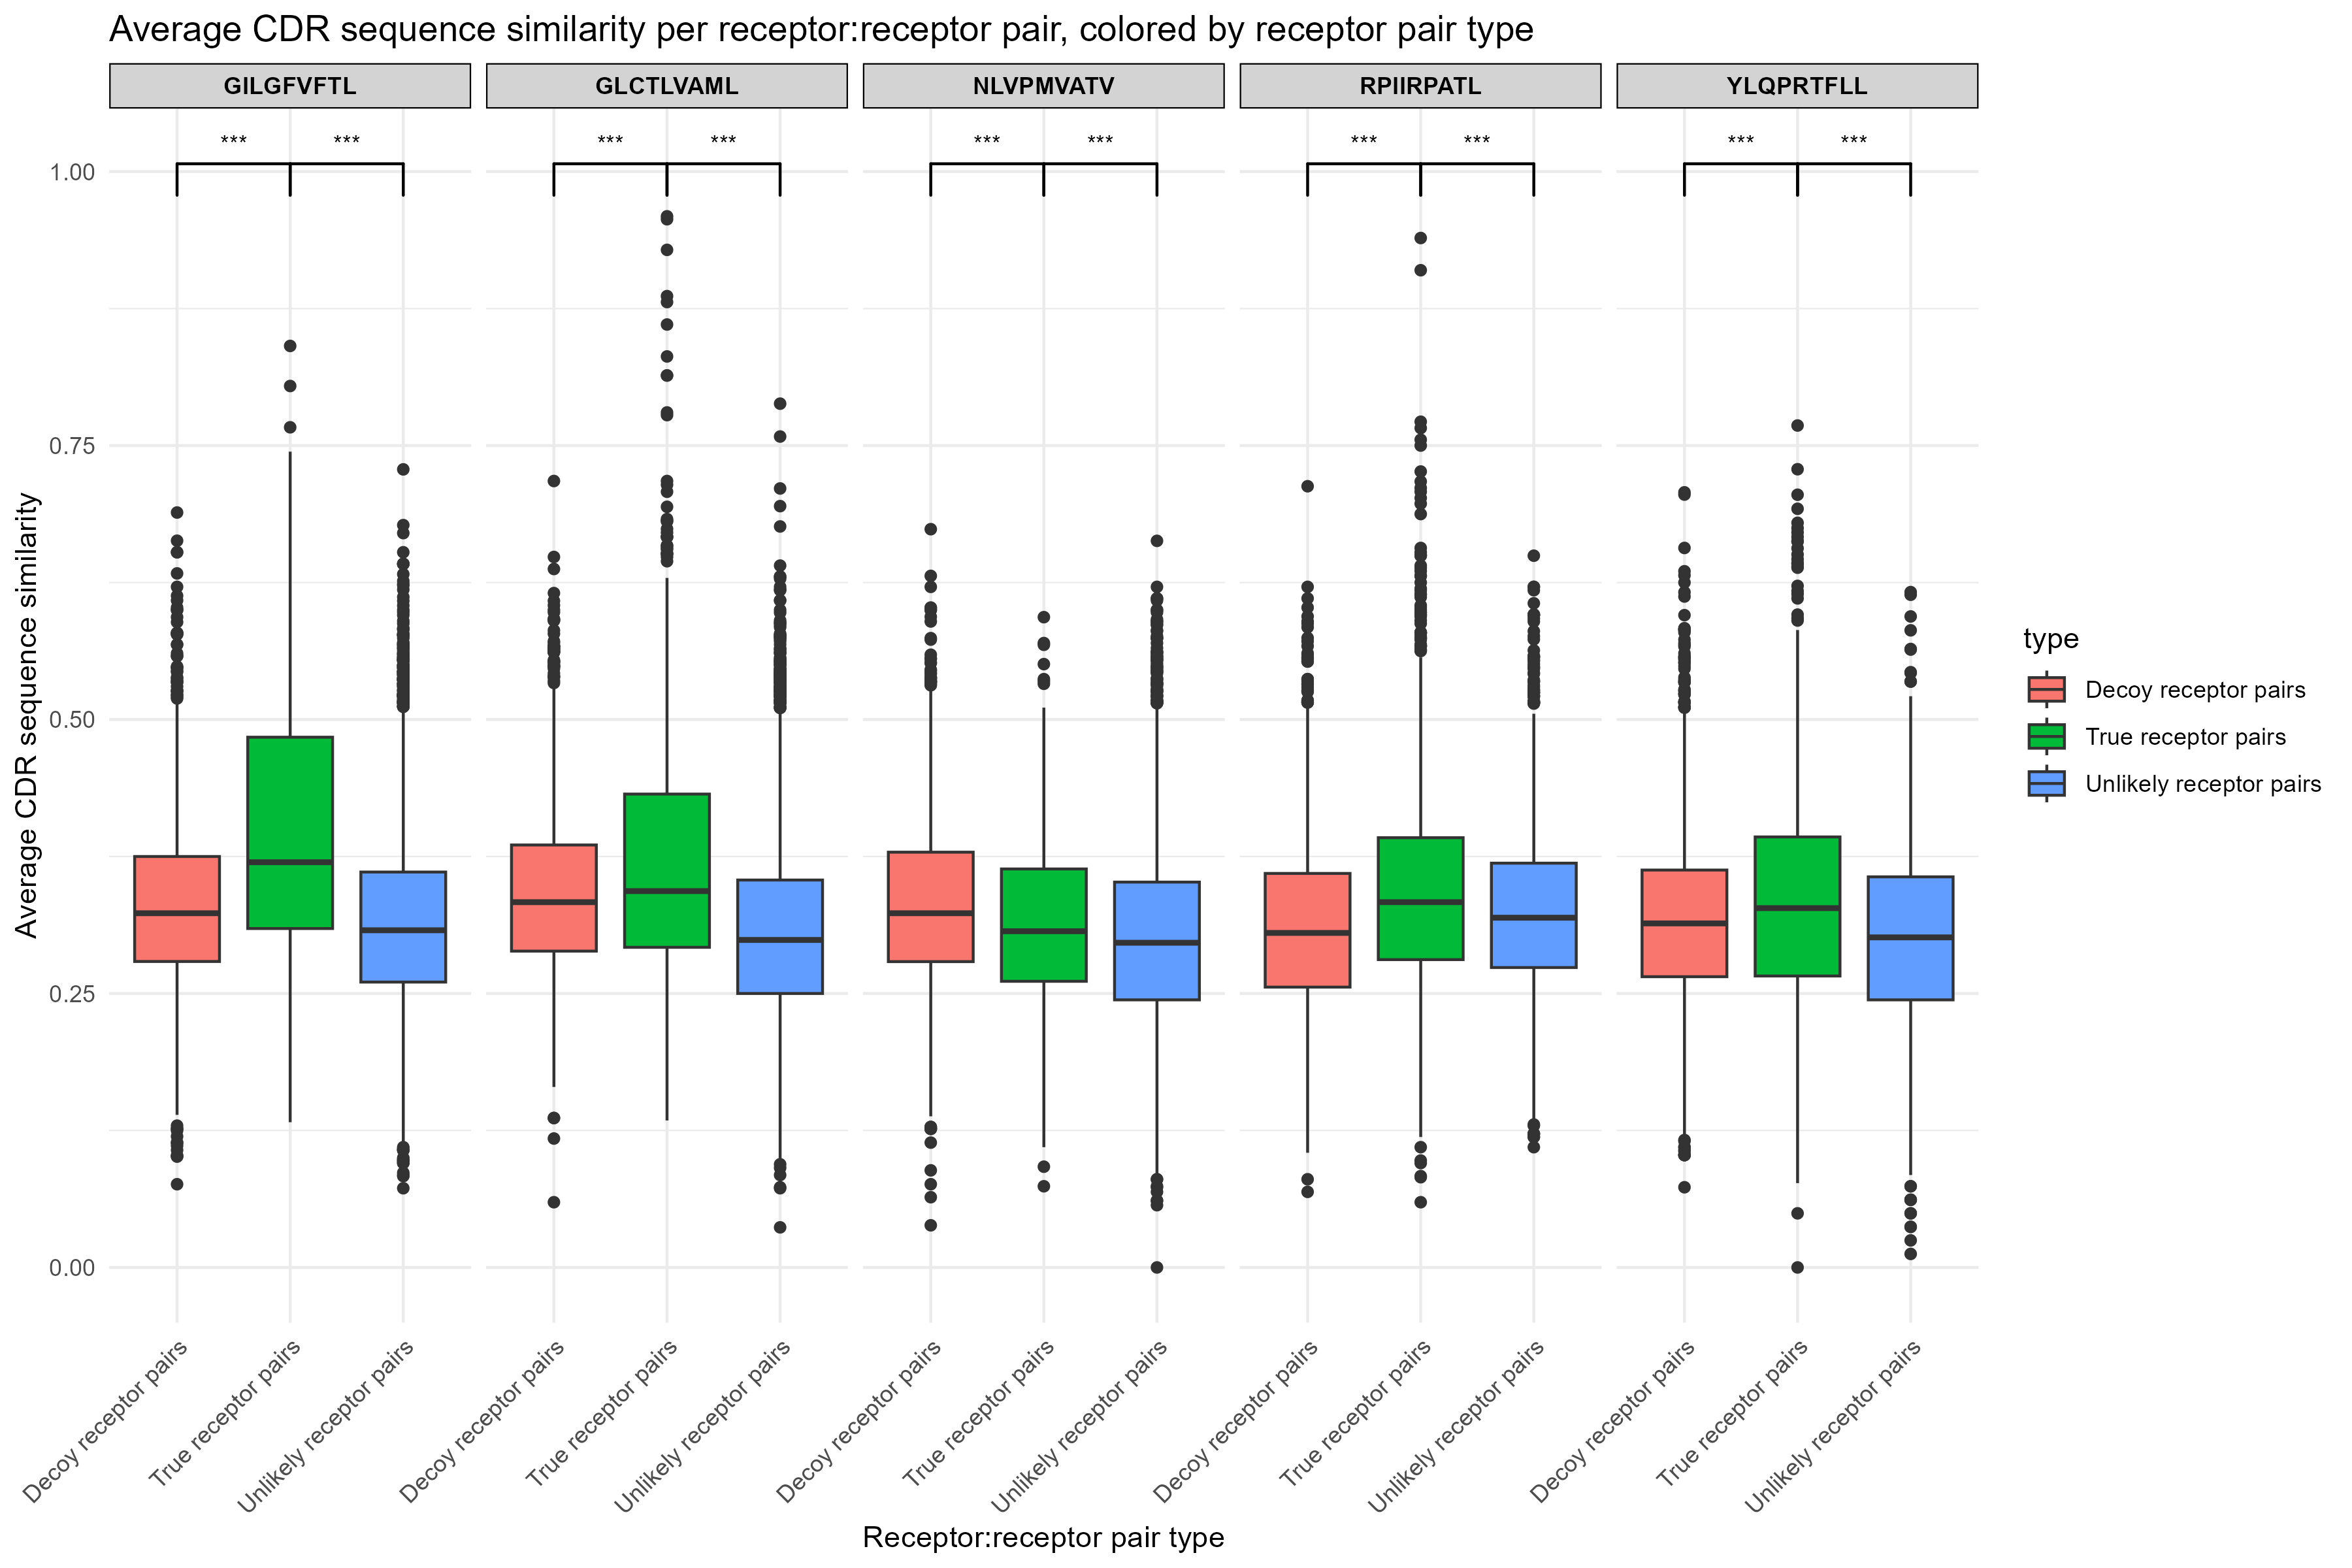 Average CDR sequence similarity per receptor:receptor pair, colored by receptor pair type
GILGFVFTL
GLCTLVAML
NLVPMVATV
RPIIRPATL
YLQPRTFLL
*** *** *** *** *** *** *** *** *** ***
1.00
0.75
0.50
0.25
0.00
Average CDR sequence similarity
Decoy receptor pairs
True receptor pairs
Unlikely receptor pairs
Decoy receptor pairs
True receptor pairs
Unlikely receptor pairs
Decoy receptor pairs
True receptor pairs
Unlikely receptor pairs
Decoy receptor pairs
True receptor pairs
Unlikely receptor pairs
Decoy receptor pairs
True receptor pairs
Unlikely receptor pairs
Receptor:receptor pair type
type
Decoy receptor pairs
True receptor pairs
Unlikely receptor pairs